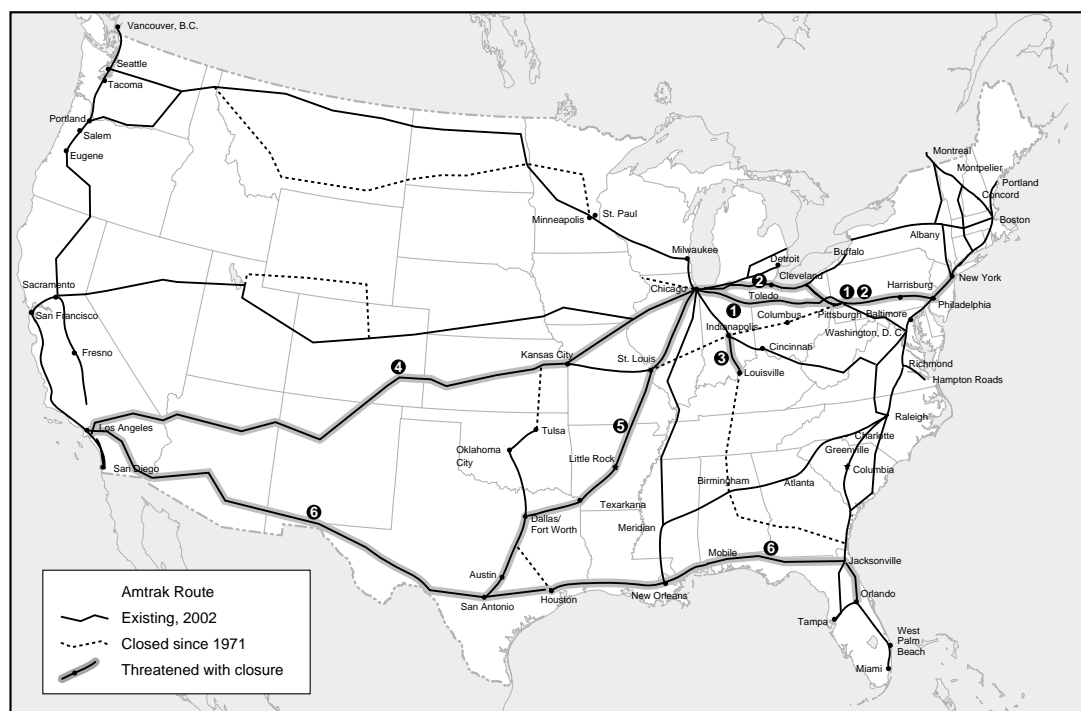 Vancouver, B.C.
Seattle
Tacoma
Portland
Salem
Eugene
Montreal
Montpelier
Portland
Concord
Boston
Minneapolis
St. Paul
Milwaukee
Detroit
Albany
Buffalo
2
Cleveland
Sacramento
Chicago
Toledo
1 2
Harrisburg
New York
San Francisco
1
Columbus
Pittsburgh
Baltimore
Philadelphia
Indianapolis
Washington, D. C.
Fresno
Kansas City
St. Louis
Cincinnati
4
3
Louisville
Richmond
Hampton Roads
Los Angeles
Tulsa
5
Raleigh
Oklahoma
City
Charlotte
Greenville
San Diego
Little Rock
Columbia
Birmingham
Atlanta
Texarkana
6
Dallas/
Fort Worth
Meridian
Mobile
6
Jacksonville
Austin
San Antonio
Houston
New Orleans
Orlando
Tampa
West
Palm
Beach
Miami
Amtrak Route
Existing, 2002
Closed since 1971
Threatened with closure